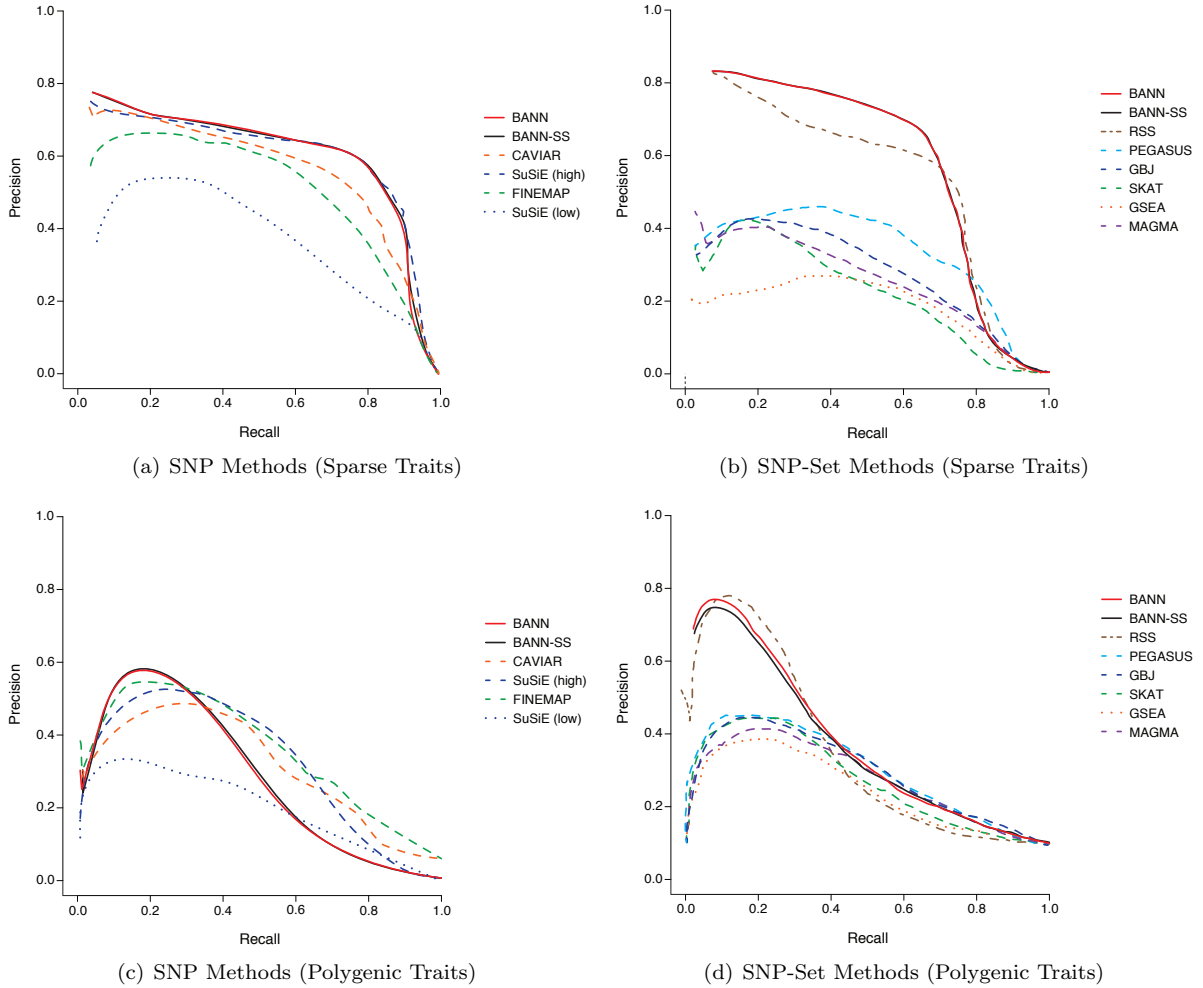 1.0
0.8
0.6
0.4
0.2
0.0
Precision
0.0 0.2 0.4 0.6 0.8 1.0
Recall
BANN
BANN-SS
CAVIAR
SuSiE (high)
FINEMAP
SuSiE (low)
(a) SNP Methods (Sparse Traits)
1.0
0.8
0.6
0.4
0.2
0.0
Precision
0.0 0.2 0.4 0.6 0.8 1.0
Recall
BANN
BANN-SS
RSS
PEGASUS
GBJ
SKAT
GSEA
MAGMA
(b) SNP-Set Methods (Sparse Traits)
1.0
0.8
0.6
0.4
0.2
0.0
Precision
0.0 0.2 0.4 0.6 0.8 1.0
Recall
BANN
BANN-SS
CAVIAR
SuSiE (high)
FINEMAP
SuSiE (low)
(c) SNP Methods (Polygenic Traits)
1.0
0.8
0.6
0.4
0.2
0.0
Precision
0.0 0.2 0.4 0.6 0.8 1.0
Recall
BANN
BANN-SS
RSS
PEGASUS
GBJ
SKAT
GSEA
MAGMA
(d) SNP-Set Methods (Polygenic Traits)